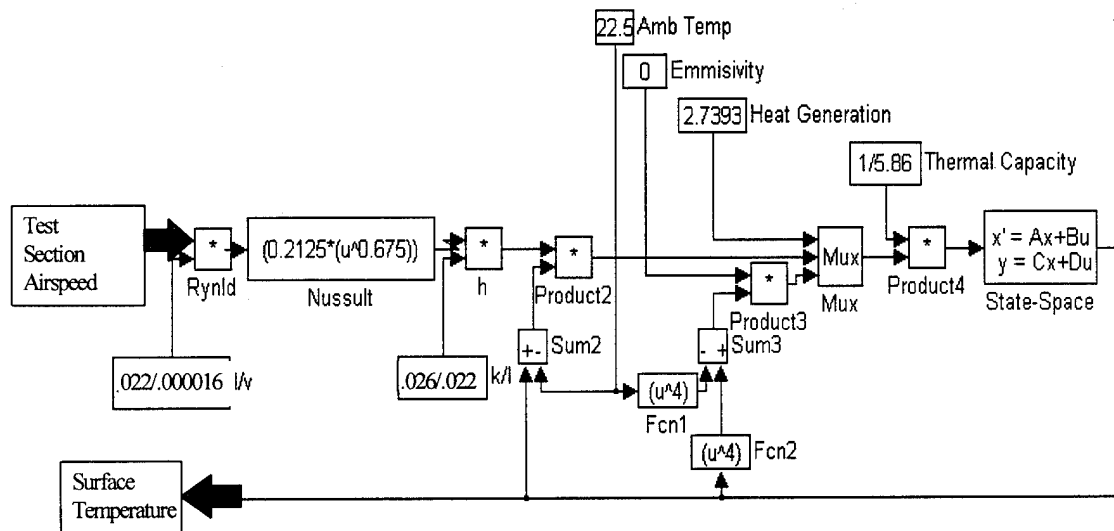 22.5 Amb Temp
0 Emmisivity
2.7393 Heat Generation
1/5.86 Thermal Capacity
Test
Section
Airspeed
*
Rynld
(0.2125*(u^0.675))
Nussult
*
h
*
Product2
*
Product3
Mux
Mux
*
Product4
x' = Ax+Bu
y = Cx+Du
State-Space
+- Sum2
- + Sum3
.022/.000016 l/v
.026/.022 k/l
(u^4)
Fcn1
(u^4) Fcn2
Surface
Temperature